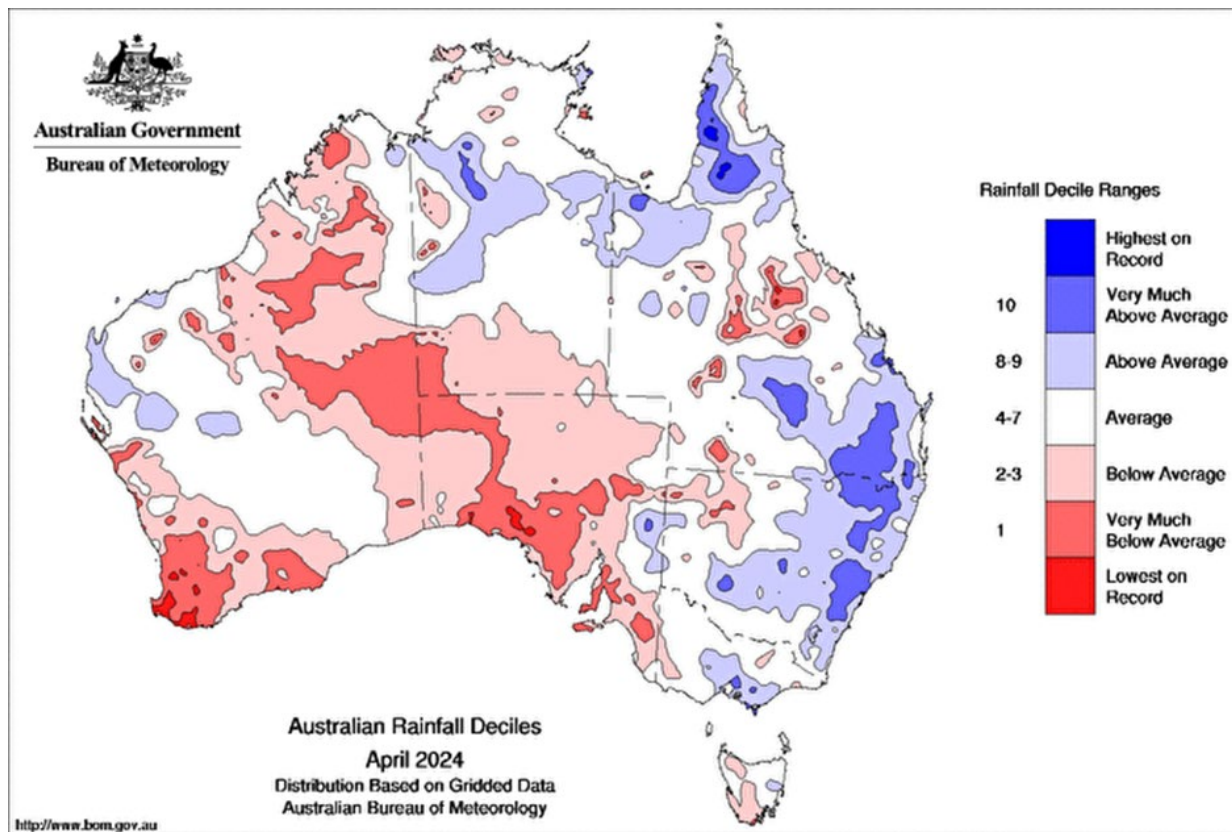 Australian Government
Bureau of Meteorology
Rainfall Decile Ranges
Highest on
Record
10
Very Much
Above Average
8-9
Above Average
4-7
Average
2-3
Below Average
1
Very Much
Below Average
Lowest on
Record
Australian Rainfall Deciles
April 2024
Distribution Based on Gridded Data
Australian Bureau of Meteorology
http://www.bom.gov.au